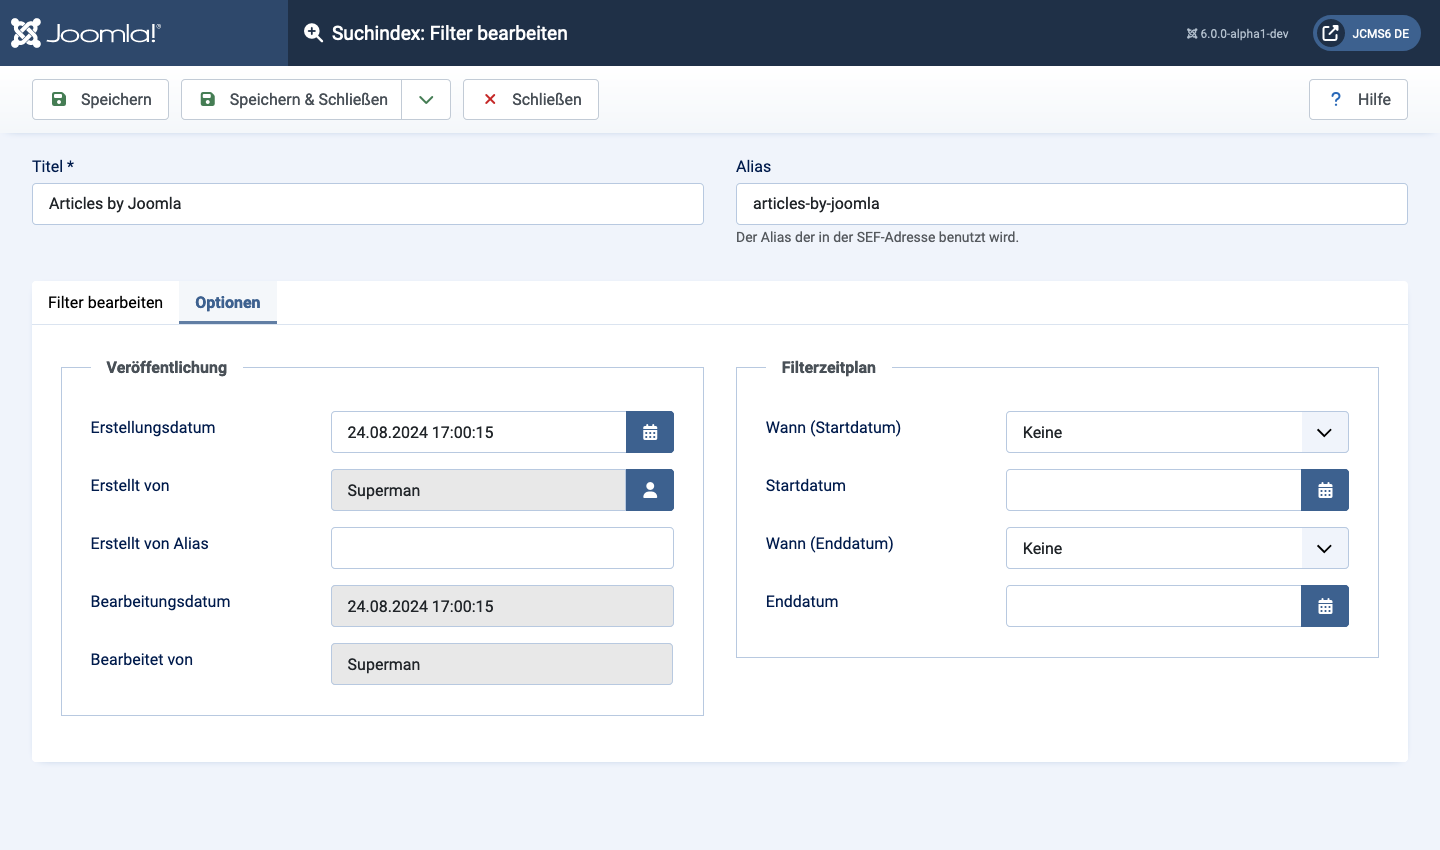 Joomla!®
Suchindex: Filter bearbeiten
6.0.0-alpha1-dev
JCMS6 DE
Speichern
Speichern & Schließen
Schließen
? Hilfe
Titel *
Alias
Articles by Joomla
articles-by-joomla
Der Alias der in der SEF-Adresse benutzt wird.
Filter bearbeiten
Optionen
Veröffentlichung
Erstellungsdatum
24.08.2024 17:00:15
Erstellt von
Superman
Erstellt von Alias
Bearbeitungsdatum
24.08.2024 17:00:15
Bearbeitet von
Superman
Filterzeitplan
Wann (Startdatum)
Keine
Startdatum
Wann (Enddatum)
Keine
Enddatum